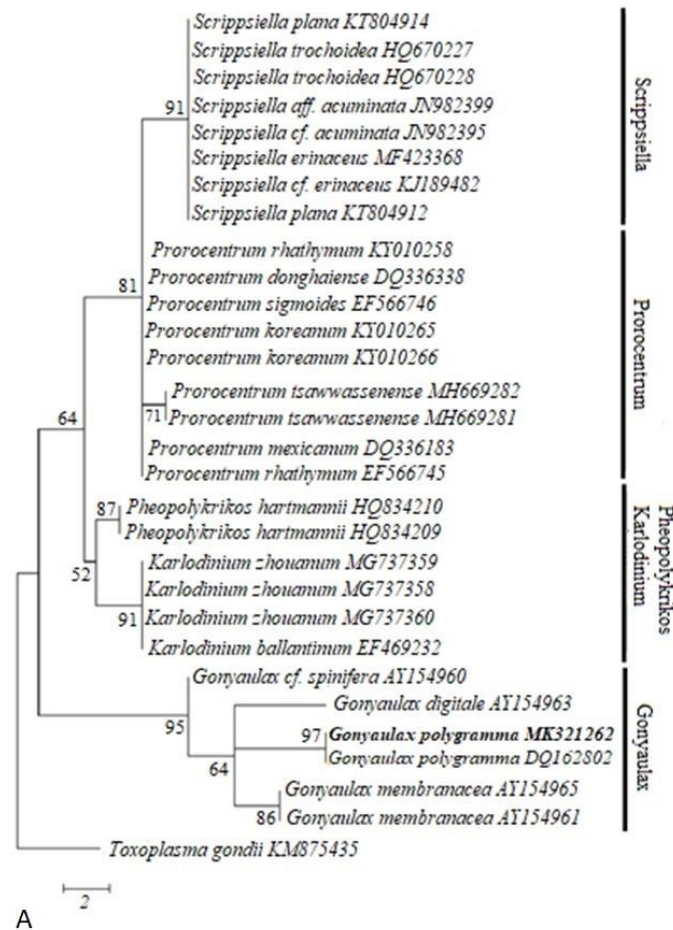 Scrippsiella plana KT804914
Scrippsiella trochoidea HQ670227
Scrippsiella trochoidea HQ670228
91
Scrippsiella aff. acuminata JN982399
Scrippsiella cf. acuminata JN982395
Scrippsiella erinaceus MF423368
Scrippsiella cf. erinaceus KJ189482
Scrippsiella plana KT804912
Scrippsiella
Prorocentrum rhathymum KY010258
81
Prorocentrum donghaiense DQ336338
Prorocentrum sigmoides EF566746
Prorocentrum koreanum KY010265
Prorocentrum koreanum KY010266
Prorocentrum tsawwassenense MH669282
71
Prorocentrum tsawwassenense MH669281
Prorocentrum mexicanum DQ336183
Prorocentrum rhathymum EF566745
Prorocentrum
64
87
Pheopolykrikos hartmannii HQ834210
Pheopolykrikos hartmannii HQ834209
52
Karlodinium zhouanum MG737359
Karlodinium zhouanum MG737358
91
Karlodinium zhouanum MG737360
Karlodinium ballantinum EF469232
Pheopolykrikos
Karlodinium
Gonyaulax cf. spinifera AY154960
95
Gonyaulax digitale AY154963
97
Gonyaulax polygramma MK321262
Gonyaulax polygramma DQ162802
64
Gonyaulax membranacea AY154965
86
Gonyaulax membranacea AY154961
Gonyaulax
Toxoplasma gondii KM875435
2
A